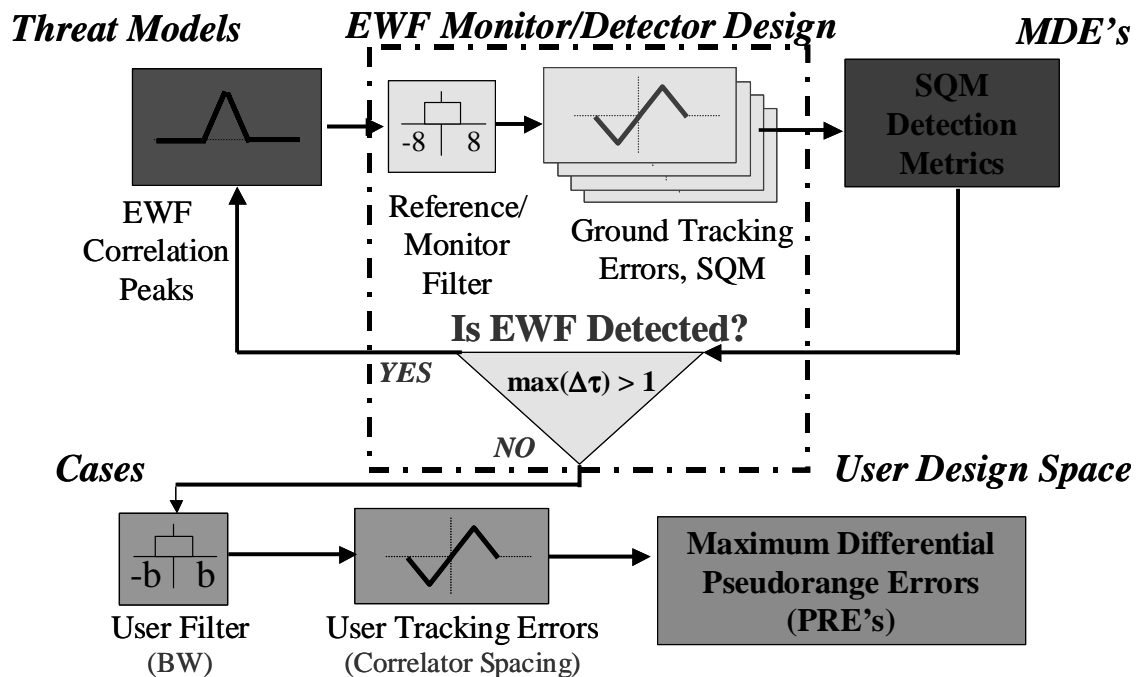 Threat Models
EWF Monitor/Detector Design
MDE's
-8 8
SQM
Detection
Metrics
EWF
Correlation
Peaks
Reference/
Monitor
Filter
Ground Tracking
Errors, SQM
Is EWF Detected?
YES
max(Δτ) > 1
NO
Cases
User Design Space
-b b
Maximum Differential
Pseudorange Errors
(PRE's)
User Filter
(BW)
User Tracking Errors
(Correlator Spacing)